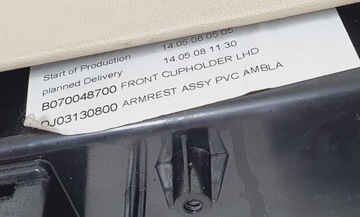 Start of Production 14.05.08 05.05
planned Delivery 14.05.08 11.30
B070048700 FRONT CUPHOLDER LHD
DJ03130800 ARMREST ASSY PVC AMBLA